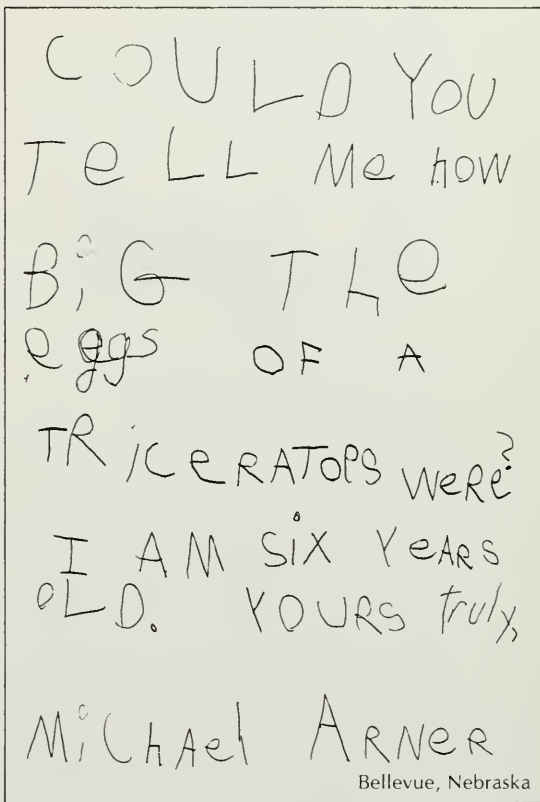 COULD YOU
TeLL Me how
BiG THe
eggs OF A
TRiCeRATOPS WeRe?
I AM SiX YeARS
OLD. YOURS truly,
MiChAel ARNeR
Bellevue, Nebraska